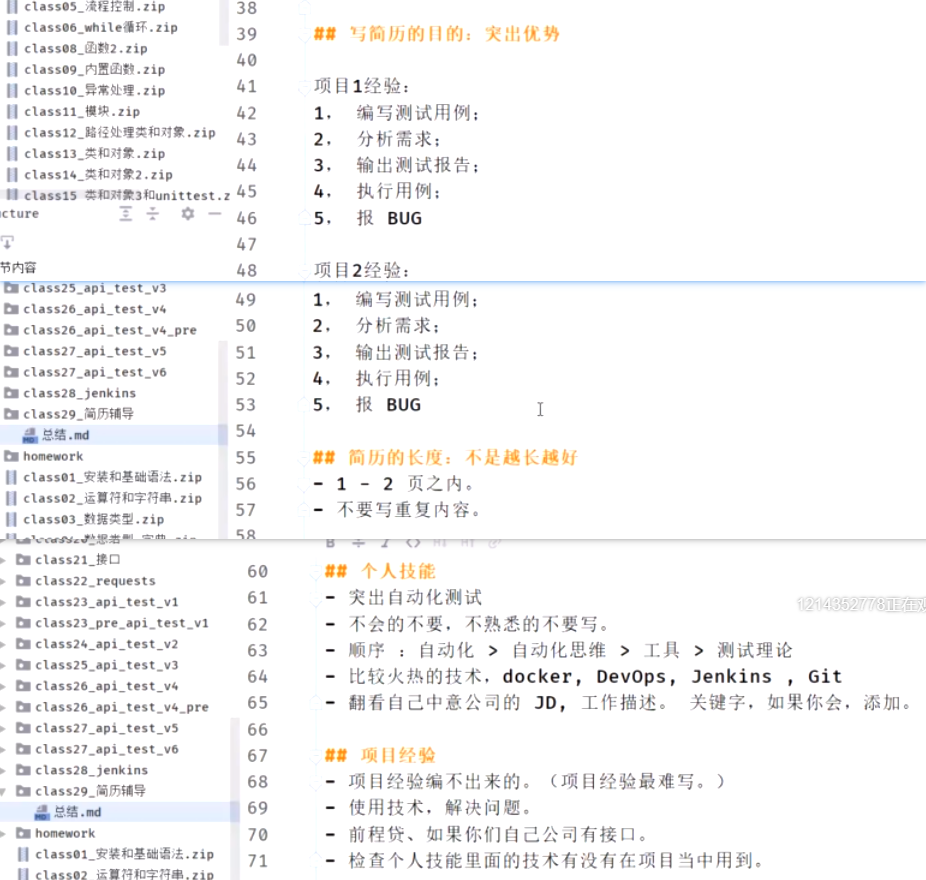 class05_流程控制.zip
class06_while循环.zip
class08_函数2.zip
class09_内置函数.zip
class10_异常处理.zip
class11_模块.zip
class12_路径处理类和对象.zip
class13_类和对象.zip
class14_类和对象2.zip
class15_类和对象3和unittest.z
cture
节内容
38
39 ## 写简历的目的: 突出优势
40
41 项目1经验:
42 1, 编写测试用例;
43 2, 分析需求;
44 3, 输出测试报告;
45 4, 执行用例;
46 5, 报 BUG
47
48 项目2经验:
class25_api_test_v3
class26_api_test_v4
class26_api_test_v4_pre
class27_api_test_v5
class27_api_test_v6
class28_jenkins
class29_简历辅导
总结.md
homework
class01_安装和基础语法.zip
class02_运算符和字符串.zip
class03_数据类型.zip
49 1, 编写测试用例;
50 2, 分析需求;
51 3, 输出测试报告;
52 4, 执行用例;
53 5, 报 BUG
54
55 ## 简历的长度: 不是越长越好
56 - 1 - 2 页之内。
57 - 不要写重复内容。
58
class21_接口
class22_requests
class23_api_test_v1
class23_pre_api_test_v1
class24_api_test_v2
class25_api_test_v3
class26_api_test_v4
class26_api_test_v4_pre
class27_api_test_v5
class27_api_test_v6
class28_jenkins
class29_简历辅导
总结.md
homework
class01_安装和基础语法.zip
class02_运算符和字符串.zip
60 ## 个人技能
61 - 突出自动化测试
62 - 不会的不要, 不熟悉的不要写。
63 - 顺序 : 自动化 > 自动化思维 > 工具 > 测试理论
64 - 比较火热的技术, docker, DevOps, Jenkins , Git
65 - 翻看自己中意公司的 JD, 工作描述。 关键字, 如果你会, 添加。
66
67 ## 项目经验
68 - 项目经验编不出来的。（项目经验最难写。）
69 - 使用技术, 解决问题。
70 - 前程贷、如果你们自己公司有接口。
71 - 检查个人技能里面的技术有没有在项目当中用到。
1214352778正在观